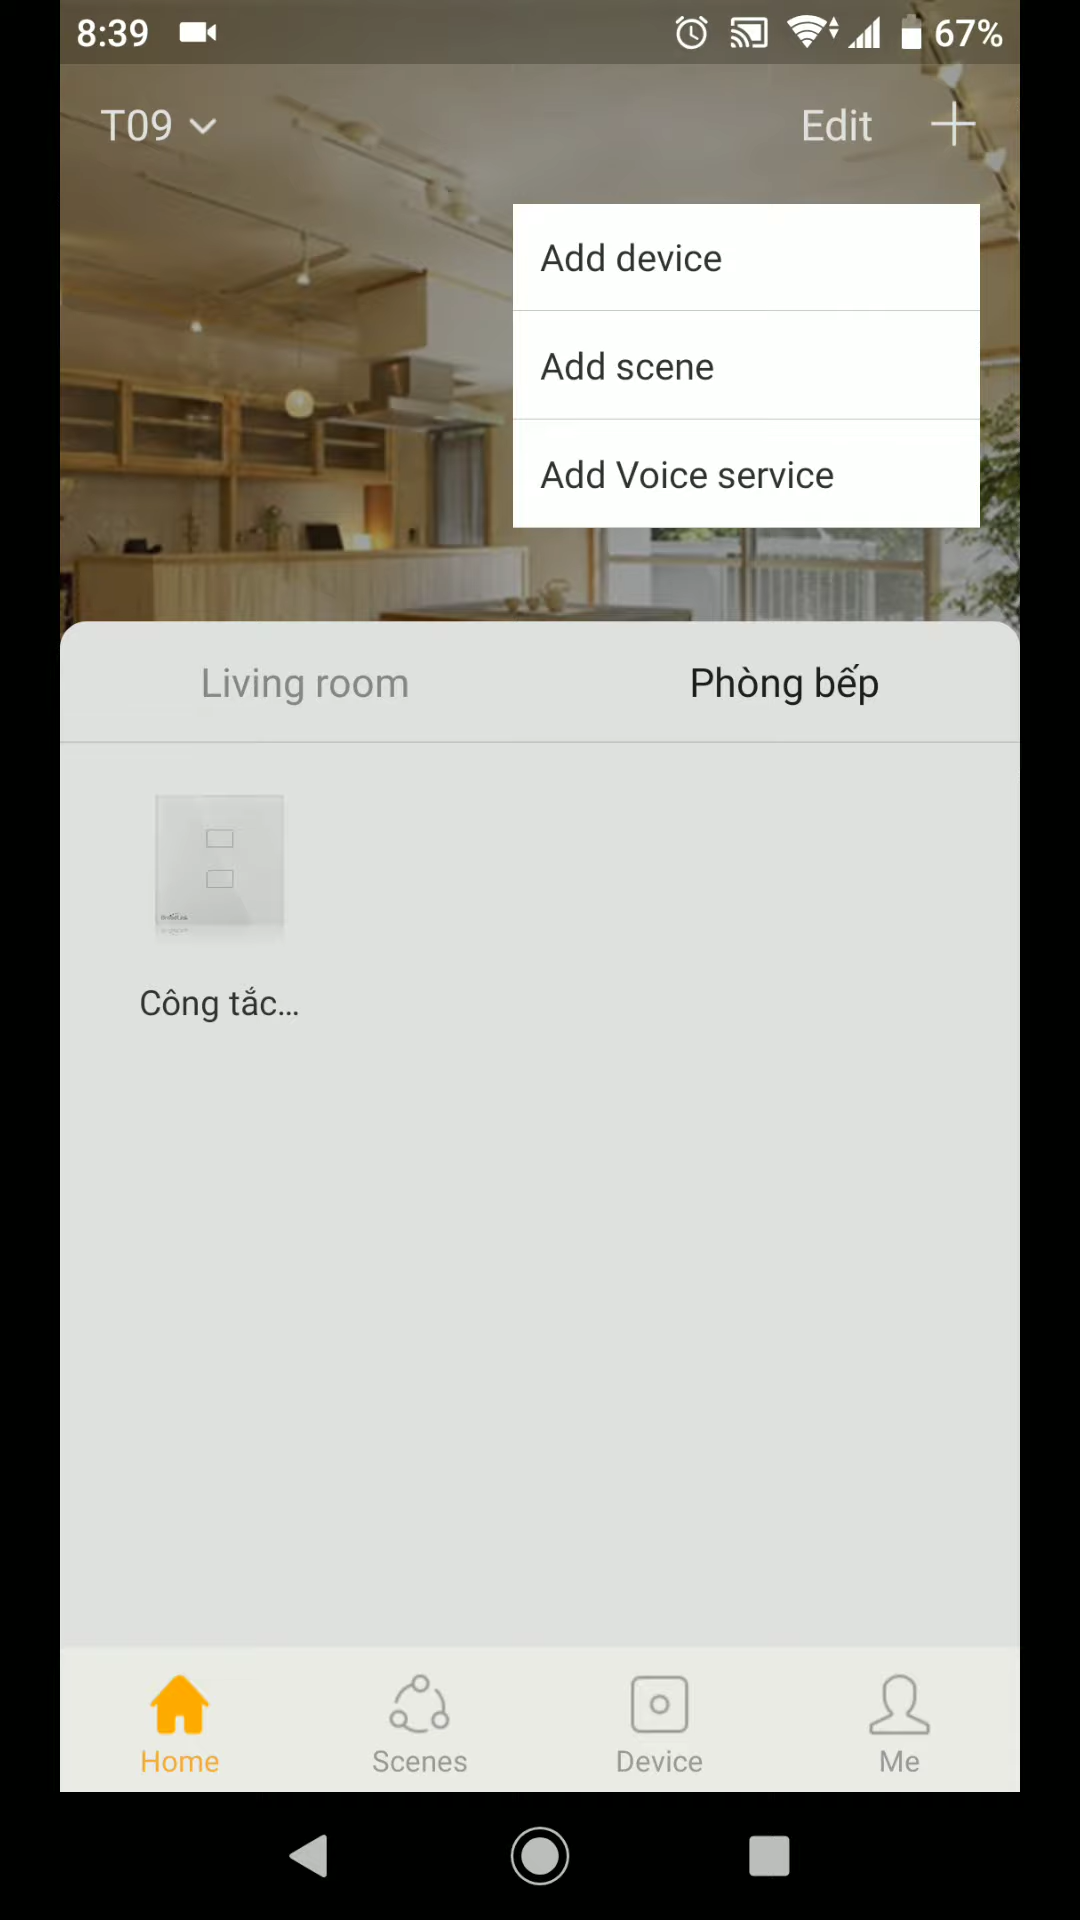 8:39 67%
T09 Edit
Add device
Add scene
Add Voice service
Living room Phòng bếp
BroadLink
Công tắc...
Home Scenes Device Me